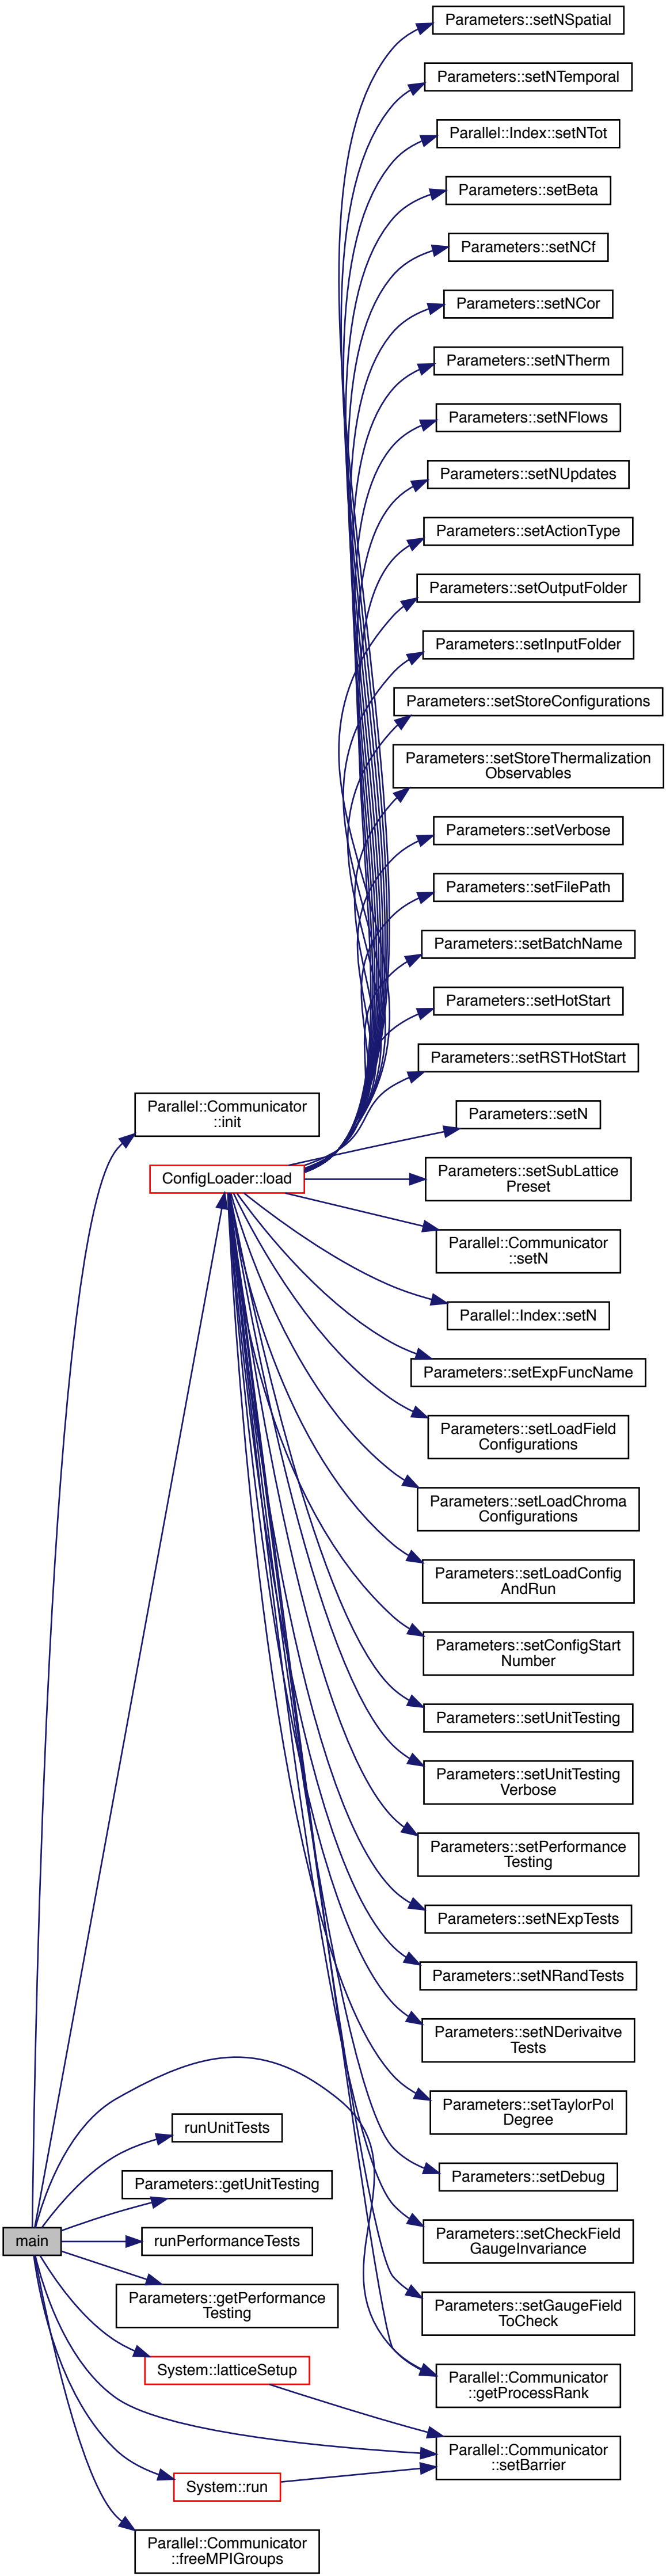 Parameters::setNSpatial
Parameters::setNTemporal
Parallel::Index::setNTot
Parameters::setBeta
Parameters::setNCf
Parameters::setNCor
Parameters::setNTherm
Parameters::setNFlows
Parameters::setNUpdates
Parameters::setActionType
Parameters::setOutputFolder
Parameters::setInputFolder
Parameters::setStoreConfigurations
Parameters::setStoreThermalization
Observables
Parameters::setVerbose
Parameters::setFilePath
Parameters::setBatchName
Parameters::setHotStart
Parameters::setRSTHotStart
Parallel::Communicator
::init
Parameters::setN
ConfigLoader::load
Parameters::setSubLattice
Preset
Parallel::Communicator
::setN
Parallel::Index::setN
Parameters::setExpFuncName
Parameters::setLoadField
Configurations
Parameters::setLoadChroma
Configurations
Parameters::setLoadConfig
AndRun
Parameters::setConfigStart
Number
Parameters::setUnitTesting
Parameters::setUnitTesting
Verbose
Parameters::setPerformance
Testing
Parameters::setNExpTests
Parameters::setNRandTests
Parameters::setNDerivaitve
Tests
Parameters::setTaylorPol
Degree
runUnitTests
Parameters::getUnitTesting
Parameters::setDebug
main
runPerformanceTests
Parameters::setCheckField
GaugeInvariance
Parameters::getPerformance
Testing
Parameters::setGaugeField
ToCheck
System::latticeSetup
Parallel::Communicator
::getProcessRank
Parallel::Communicator
::setBarrier
System::run
Parallel::Communicator
::freeMPIGroups